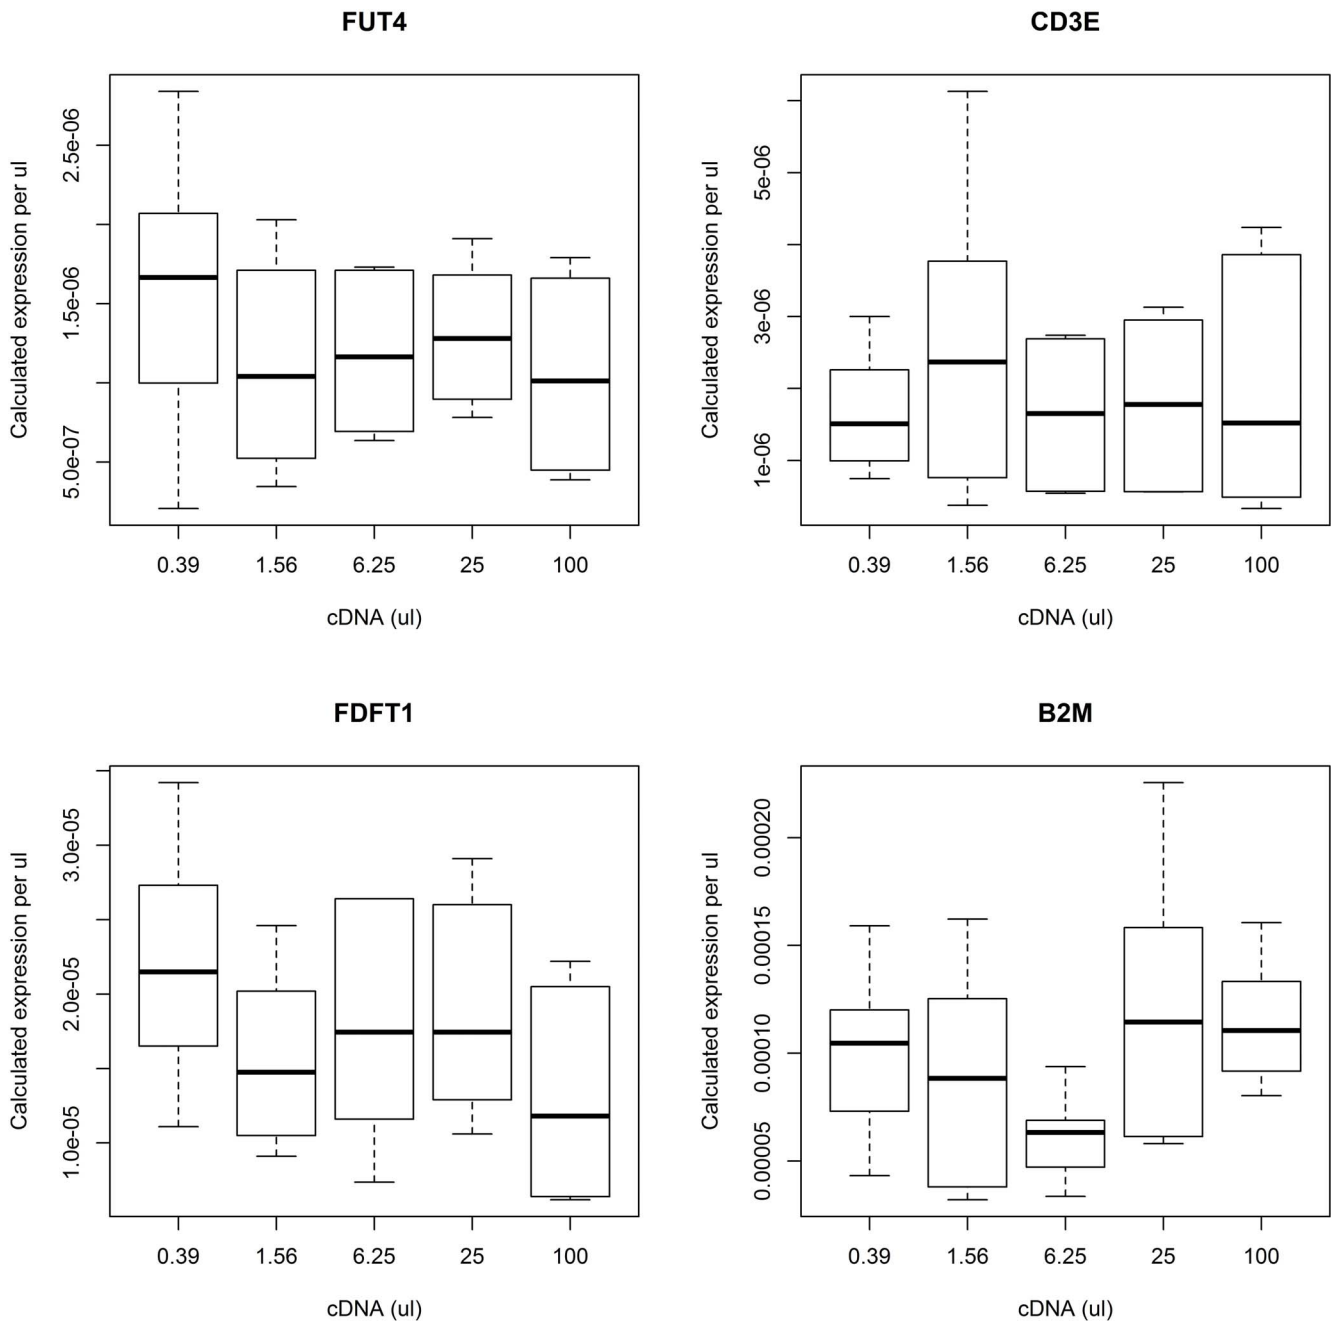 FUT4
Calculated expression per ul
2.5e-06
1.5e-06
5.0e-07
0.39 1.56 6.25 25 100
cDNA (ul)
CD3E
Calculated expression per ul
5e-06
3e-06
1e-06
0.39 1.56 6.25 25 100
cDNA (ul)
FDFT1
Calculated expression per ul
3.0e-05
2.0e-05
1.0e-05
0.39 1.56 6.25 25 100
cDNA (ul)
B2M
Calculated expression per ul
0.00020
0.00015
0.00010
0.00005
0.39 1.56 6.25 25 100
cDNA (ul)